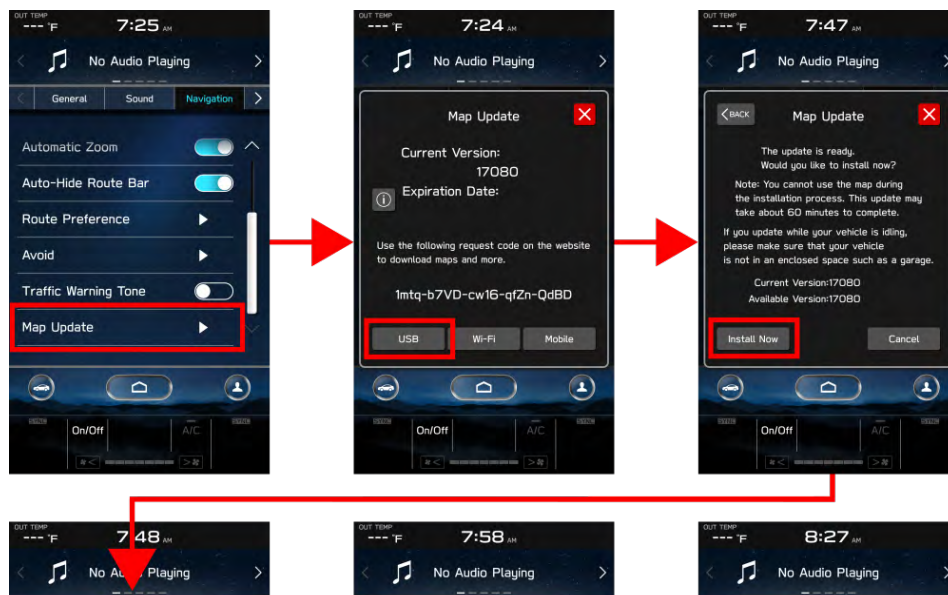 OUT TEMP
--- °F 7:25 AM
No Audio Playing
General Sound Navigation
Automatic Zoom
Auto-Hide Route Bar
Route Preference
Avoid
Traffic Warning Tone
Map Update
SYNC SYNC
On/Off A/C
OUT TEMP
--- °F 7:24 AM
No Audio Playing
Map Update
Current Version:
17080
Expiration Date:
Use the following request code on the website
to download maps and more.
1mtq-b7VD-cw16-qfZn-QdBD
USB Wi-Fi Mobile
SYNC SYNC
On/Off A/C
OUT TEMP
--- °F 7:47 AM
No Audio Playing
BACK Map Update
The update is ready.
Would you like to install now?
Note: You cannot use the map during
the installation process. This update may
take about 60 minutes to complete.
If you update while your vehicle is idling,
please make sure that your vehicle
is not in an enclosed space such as a garage.
Current Version:17080
Available Version:17080
Install Now Cancel
SYNC SYNC
On/Off A/C
OUT TEMP
--- °F 7:48 AM
No Playing
OUT TEMP
--- °F 7:58 AM
No Audio Playing
OUT TEMP
--- °F 8:27 AM
No Audio Playing